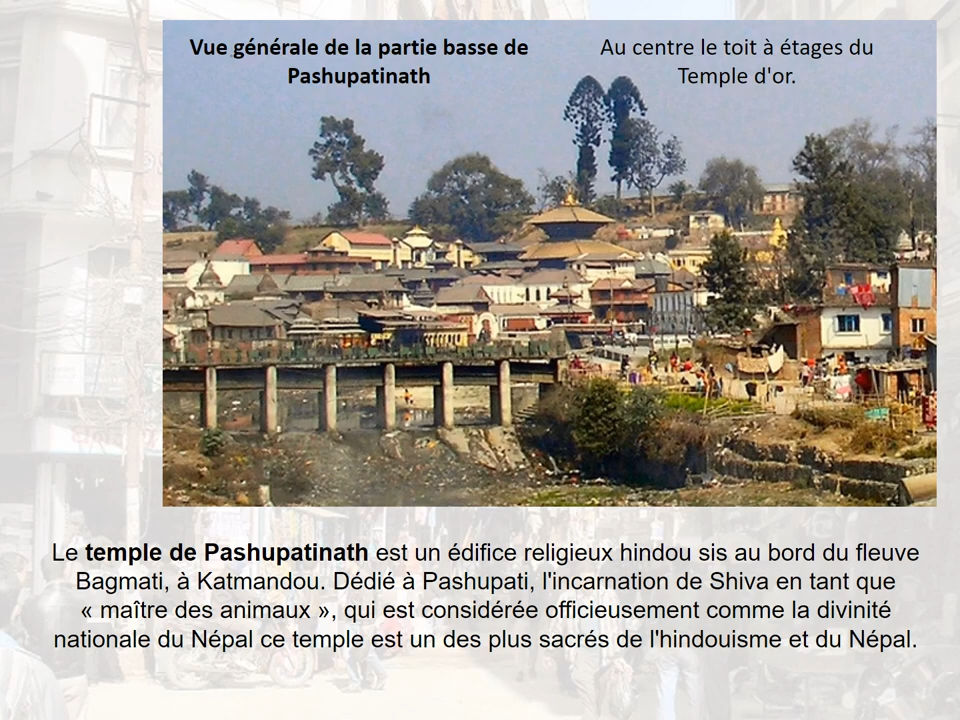 Vue générale de la partie basse de
Pashupatinath
Au centre le toit à étages du
Temple d'or.
Le temple de Pashupatinath est un édifice religieux hindou sis au bord du fleuve
Bagmati, à Katmandou. Dédié à Pashupati, l'incarnation de Shiva en tant que
« maître des animaux », qui est considérée officieusement comme la divinité
nationale du Népal ce temple est un des plus sacrés de l'hindouisme et du Népal.